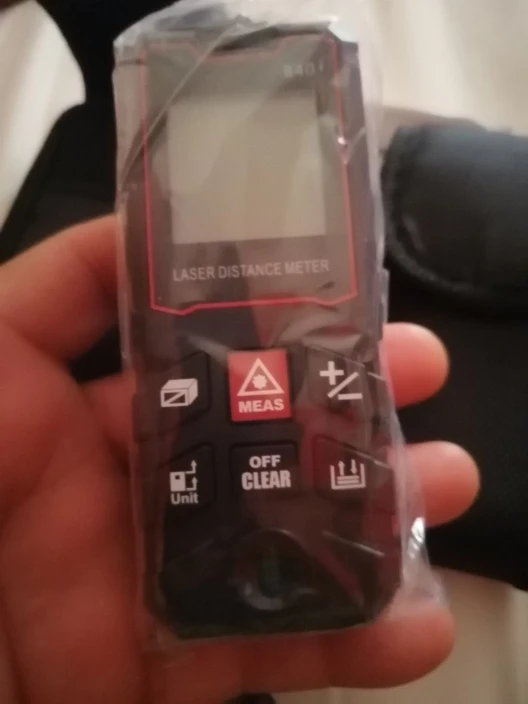 LASER DISTANCE METER
MEAS
OFF
CLEAR
Unit